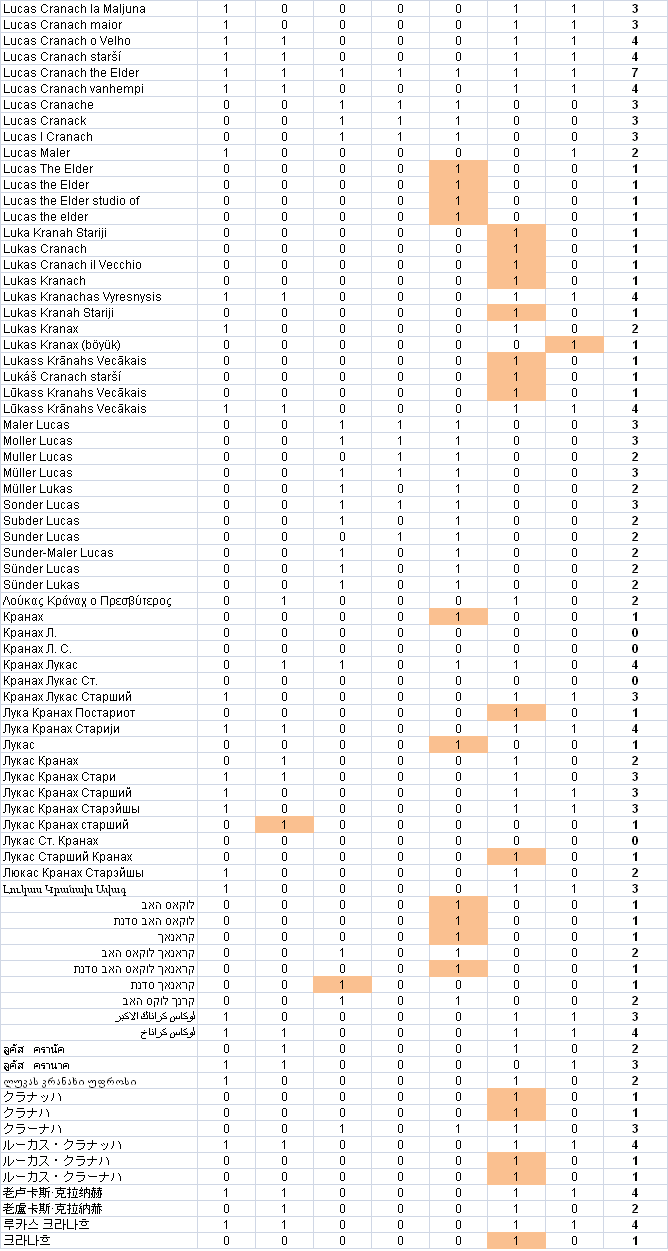 Lucas Cranach la Maljuna 1 0 0 0 0 1 1 3
Lucas Cranach maior 1 0 0 0 0 1 1 3
Lucas Cranach o Velho 1 1 0 0 0 1 1 4
Lucas Cranach starší 1 1 0 0 0 1 1 4
Lucas Cranach the Elder 1 1 1 1 1 1 1 7
Lucas Cranach vanhempi 1 1 0 0 0 1 1 4
Lucas Cranache 0 0 1 1 1 0 0 3
Lucas Cranack 0 0 1 1 1 0 0 3
Lucas I Cranach 0 0 1 1 1 0 0 3
Lucas Maler 1 0 0 0 0 0 1 2
Lucas The Elder 0 0 0 0 1 0 0 1
Lucas the Elder 0 0 0 0 1 0 0 1
Lucas the Elder studio of 0 0 0 0 1 0 0 1
Lucas the elder 0 0 0 0 1 0 0 1
Luka Kranah Stariji 0 0 0 0 0 1 0 1
Lukas Cranach 0 0 0 0 0 1 0 1
Lukas Cranach il Vecchio 0 0 0 0 0 1 0 1
Lukas Kranach 0 0 0 0 0 1 0 1
Lukas Kranachas Vyresnysis 1 1 0 0 0 1 1 4
Lukas Kranah Stariji 0 0 0 0 0 1 0 1
Lukas Kranax 1 0 0 0 0 1 0 2
Lukas Kranax (böyük) 0 0 0 0 0 0 1 1
Lukass Krānahs Vecākais 0 0 0 0 0 1 0 1
Lukáš Cranach starší 0 0 0 0 0 1 0 1
Lūkass Kranahs Vecākais 0 0 0 0 0 1 0 1
Lūkass Krānahs Vecākais 1 1 0 0 0 1 1 4
Maler Lucas 0 0 1 1 1 0 0 3
Moller Lucas 0 0 1 1 1 0 0 3
Muller Lucas 0 0 0 1 1 0 0 2
Müller Lucas 0 0 1 1 1 0 0 3
Müller Lukas 0 0 1 0 1 0 0 2
Sonder Lucas 0 0 1 1 1 0 0 3
Subder Lucas 0 0 1 0 1 0 0 2
Sunder Lucas 0 0 0 1 1 0 0 2
Sunder-Maler Lucas 0 0 1 0 1 0 0 2
Sünder Lucas 0 0 1 0 1 0 0 2
Sünder Lukas 0 0 1 0 1 0 0 2
Λούκας Κράναχ ο Πρεσβύτερος 0 1 0 0 0 1 0 2
Кранах 0 0 0 0 1 0 0 1
Кранах Л. 0 0 0 0 0 0 0 0
Кранах Л. С. 0 0 0 0 0 0 0 0
Кранах Лукас 0 1 1 0 1 1 0 4
Кранах Лукас Ст. 0 0 0 0 0 0 0 0
Кранах Лукас Старший 1 0 0 0 0 1 1 3
Лука Кранах Постариот 0 0 0 0 0 1 0 1
Лука Кранах Старији 1 1 0 0 0 1 1 4
Лукас 0 0 0 0 1 0 0 1
Лукас Кранах 0 1 0 0 0 1 0 2
Лукас Кранах Стари 1 1 0 0 0 1 0 3
Лукас Кранах Старший 1 0 0 0 0 1 1 3
Лукас Кранах Старэйшы 1 0 0 0 0 1 1 3
Лукас Кранах старший 0 1 0 0 0 0 0 1
Лукас Ст. Кранах 0 0 0 0 0 0 0 0
Лукас Старший Кранах 0 0 0 0 0 1 0 1
Люкас Кранах Старэйшы 1 0 0 0 0 1 0 2
Լուկաս Կրանախ Ավագ 1 0 0 0 0 1 1 3
לוקאס האב 0 0 0 0 1 0 0 1
לוקאס האב סדנת 0 0 0 0 1 0 0 1
קראנאך 0 0 0 0 1 0 0 1
קראנאך לוקאס האב 0 0 1 0 1 0 0 2
קראנאך לוקאס האב סדנת 0 0 0 0 1 0 0 1
קראנאך סדנת 0 0 1 0 0 0 0 1
קרנך לוקס האב 0 0 1 0 1 0 0 2
لوكاس كراناك الاكبر 1 0 0 0 0 1 1 3
لوکاس کراناخ 1 1 0 0 0 1 1 4
ลูคัส ครานัค 0 1 0 0 0 1 0 2
ลูคัส ครานาค 1 1 0 0 0 0 1 3
ლუკას კრანახი უფროსი 1 0 0 0 0 1 0 2
クラナッハ 0 0 0 0 0 1 0 1
クラナハ 0 0 0 0 0 1 0 1
クラーナハ 0 0 1 0 1 1 0 3
ルーカス・クラナッハ 1 1 0 0 0 1 1 4
ルーカス・クラナハ 0 0 0 0 0 1 0 1
ルーカス・クラーナハ 0 0 0 0 0 1 0 1
老卢卡斯·克拉纳赫 1 1 0 0 0 1 1 4
老盧卡斯·克拉納赫 0 1 0 0 0 1 0 2
루카스 크라나흐 1 1 0 0 0 1 1 4
크라나흐 0 0 0 0 0 1 0 1